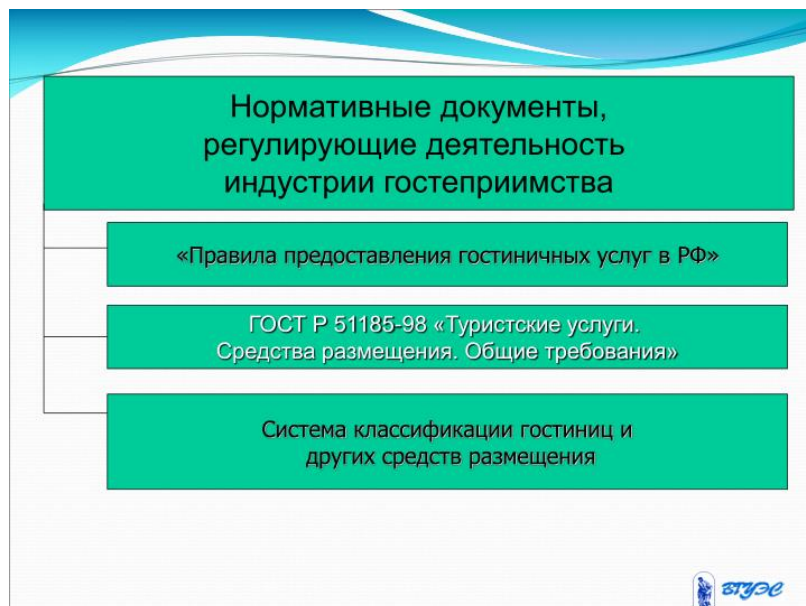 Нормативные документы,
регулирующие деятельность
индустрии гостеприимства
«Правила предоставления гостиничных услуг в РФ»
ГОСТ Р 51185-98 «Туристские услуги.
Средства размещения. Общие требования»
Система классификации гостиниц и
других средств размещения
ВГУЭС